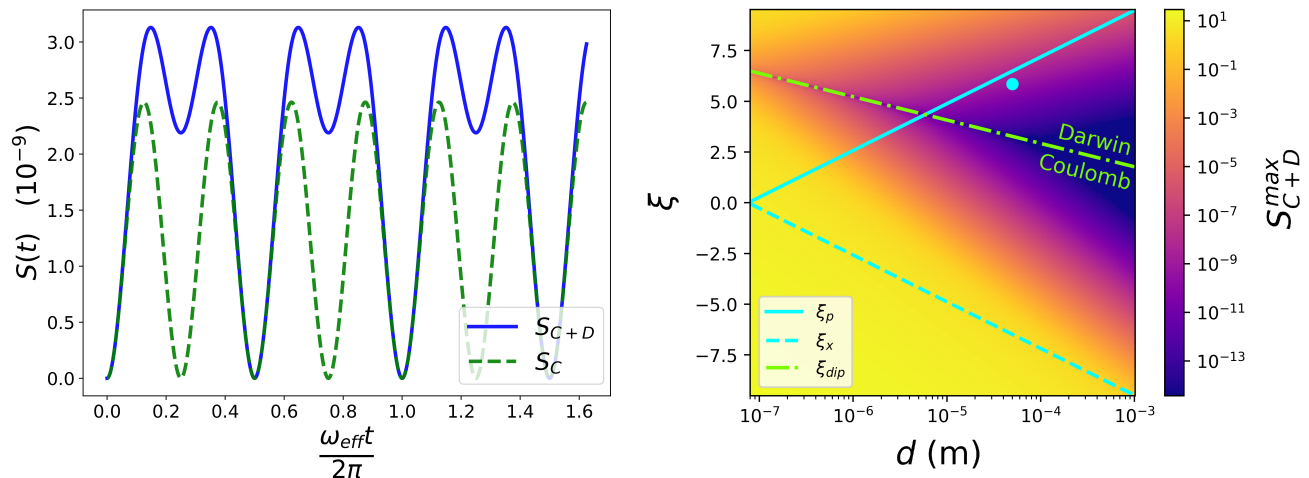 S(t) (10⁻⁹)
3.0
2.5
2.0
1.5
1.0
0.5
0.0
0.0 0.2 0.4 0.6 0.8 1.0 1.2 1.4 1.6
ω_eff t
2π
S_{C+D}
S_C
ξ
7.5
5.0
2.5
0.0
−2.5
−5.0
−7.5
Darwin
Coulomb
ξ_p
ξ_x
ξ_dip
10⁻⁷ 10⁻⁶ 10⁻⁵ 10⁻⁴ 10⁻³
d (m)
10¹
10⁻¹
10⁻³
10⁻⁵
10⁻⁷
10⁻⁹
10⁻¹¹
10⁻¹³
S_{C+D}^{max}